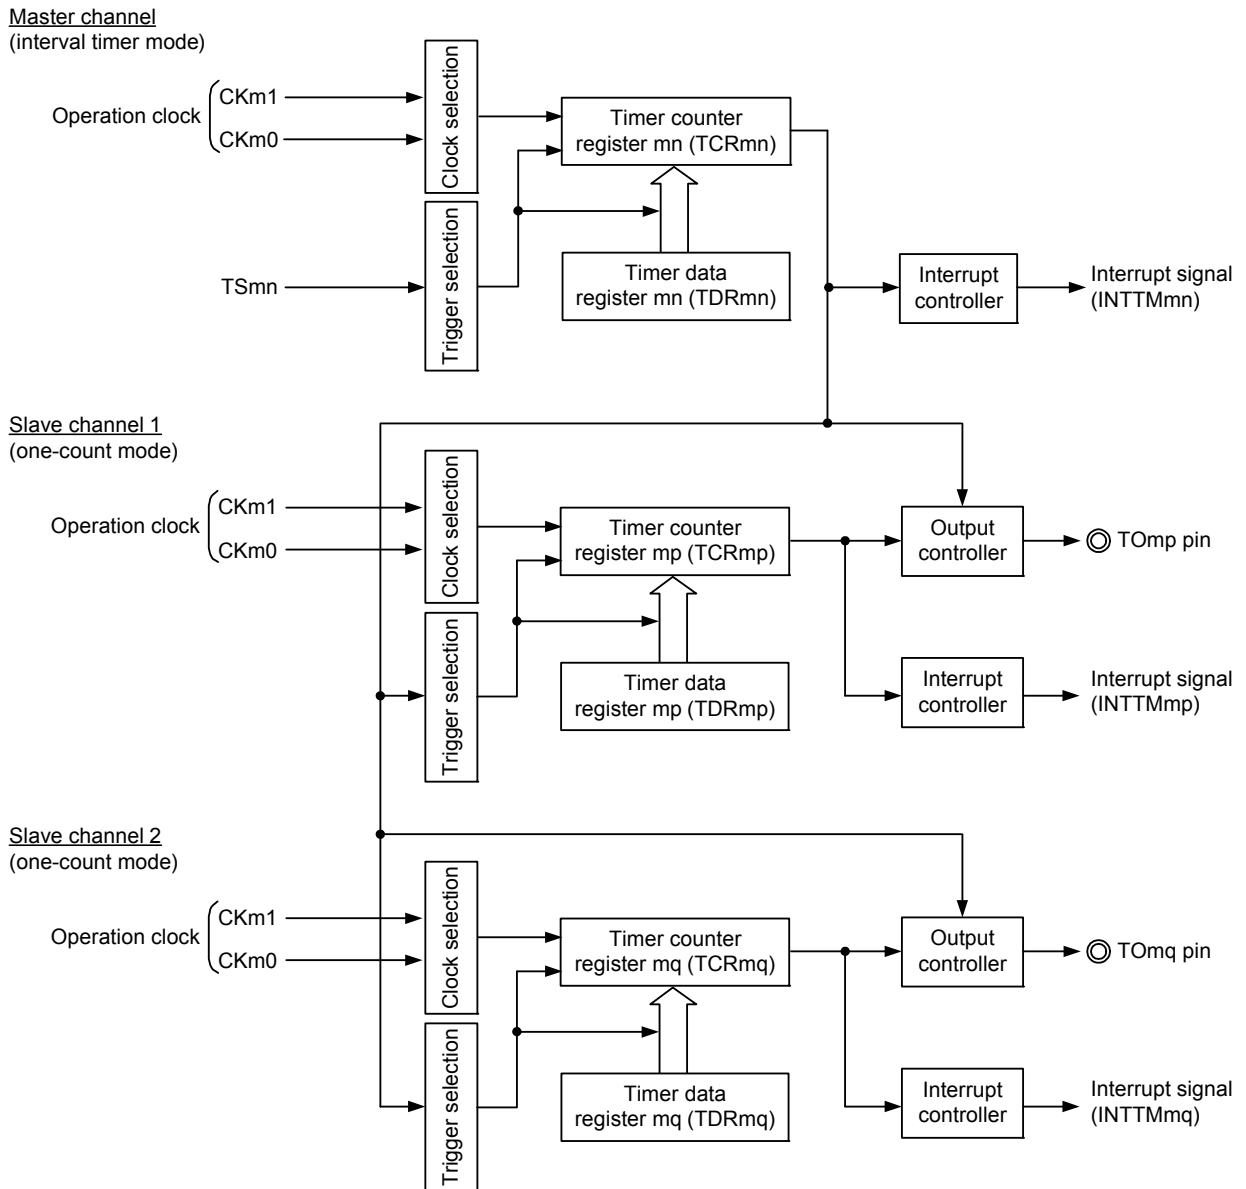 Master channel
(interval timer mode)
Operation clock
CKm1
CKm0
Clock selection
Timer counter
register mn (TCRmn)
TSmn
Trigger selection
Timer data
register mn (TDRmn)
Interrupt
controller
Interrupt signal
(INTTMmn)
Slave channel 1
(one-count mode)
Operation clock
CKm1
CKm0
Clock selection
Timer counter
register mp (TCRmp)
Output
controller
TOmp pin
Trigger selection
Timer data
register mp (TDRmp)
Interrupt
controller
Interrupt signal
(INTTMmp)
Slave channel 2
(one-count mode)
Operation clock
CKm1
CKm0
Clock selection
Timer counter
register mq (TCRmq)
Output
controller
TOmq pin
Trigger selection
Timer data
register mq (TDRmq)
Interrupt
controller
Interrupt signal
(INTTMmq)